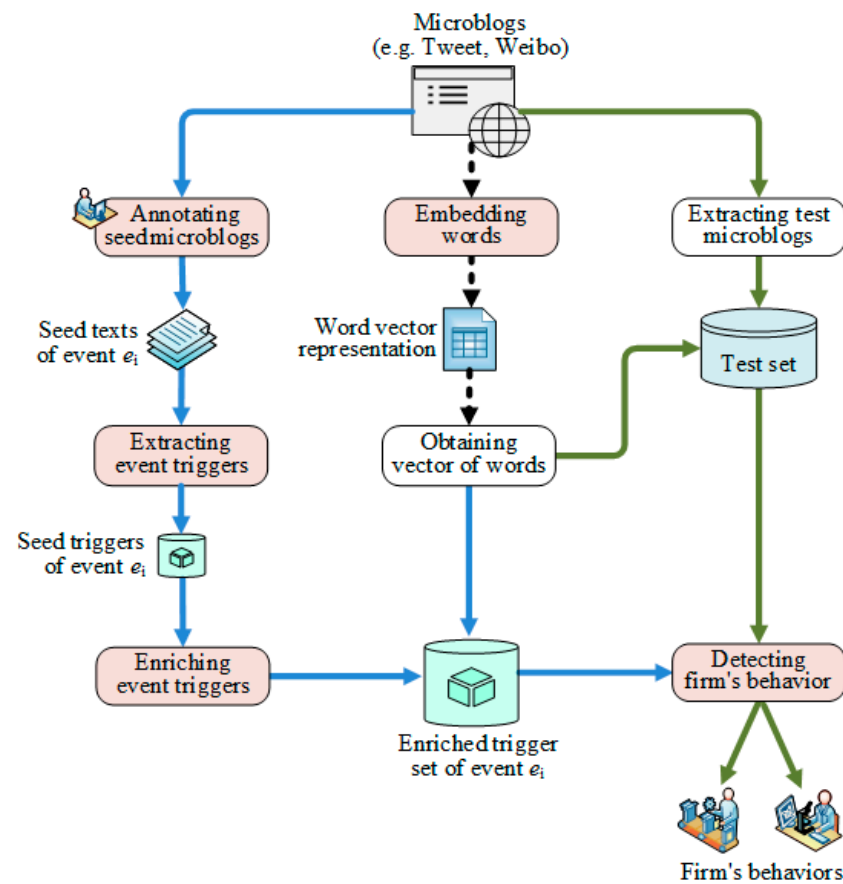 Microblogs
(e.g. Tweet, Weibo)
Annotating
seedmicroblogs
Embedding
words
Extracting test
microblogs
Seed texts
of event eᵢ
Word vector
representation
Test set
Extracting
event triggers
Obtaining
vector of words
Seed triggers
of event eᵢ
Enriching
event triggers
Detecting
firm's behavior
Enriched trigger
set of event eᵢ
Firm's behaviors